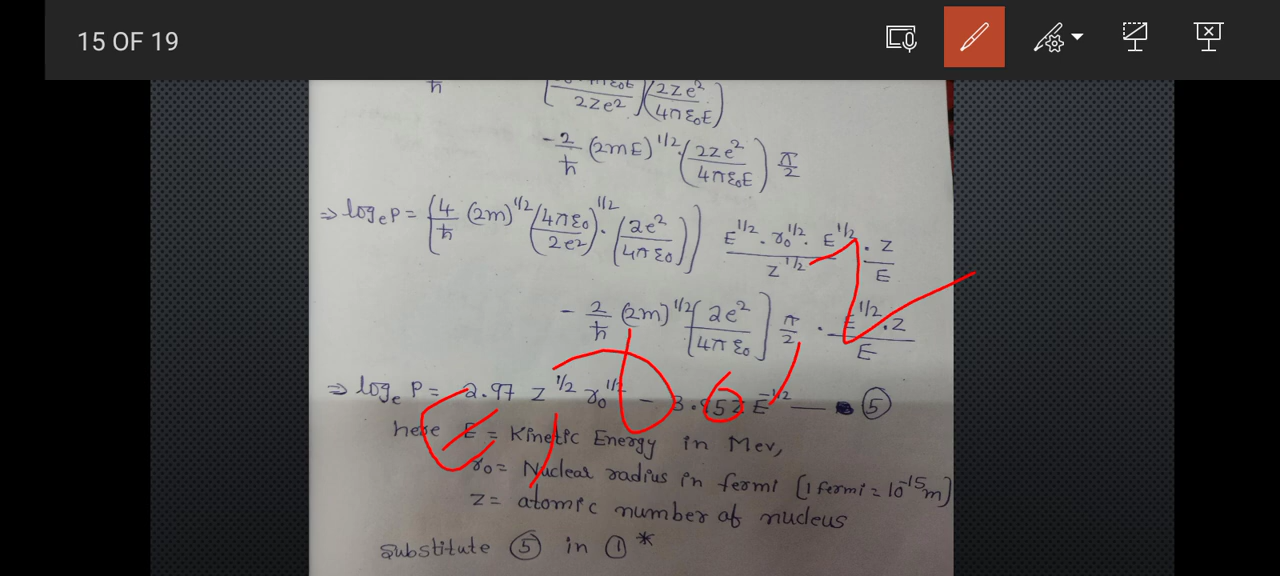 15 OF 19
ħ 2Ze² ) (2Ze² / 4πε₀E)
- 2/ħ (2mE)^1/2 . (2Ze² / 4πε₀E) π/2
⇒ logₑP = [4/ħ (2m)^1/2 (4πε₀ / 2e²)^1/2 . (2e² / 4πε₀)] E^1/2 . r₀^1/2 . E^1/2 / Z^1/2 . Z / E
- 2/ħ (2m)^1/2 [2e² / 4πε₀] π/2 . E^1/2 . Z / E
⇒ logₑ P = 2.97 Z^1/2 r₀^1/2 - 3.95Z E^-1/2 — ⑤
here E = Kinetic Energy in Mev,
r₀ = Nuclear radius in fermi [1 fermi = 10^-15 m]
Z = atomic number of nucleus
substitute ⑤ in ① *